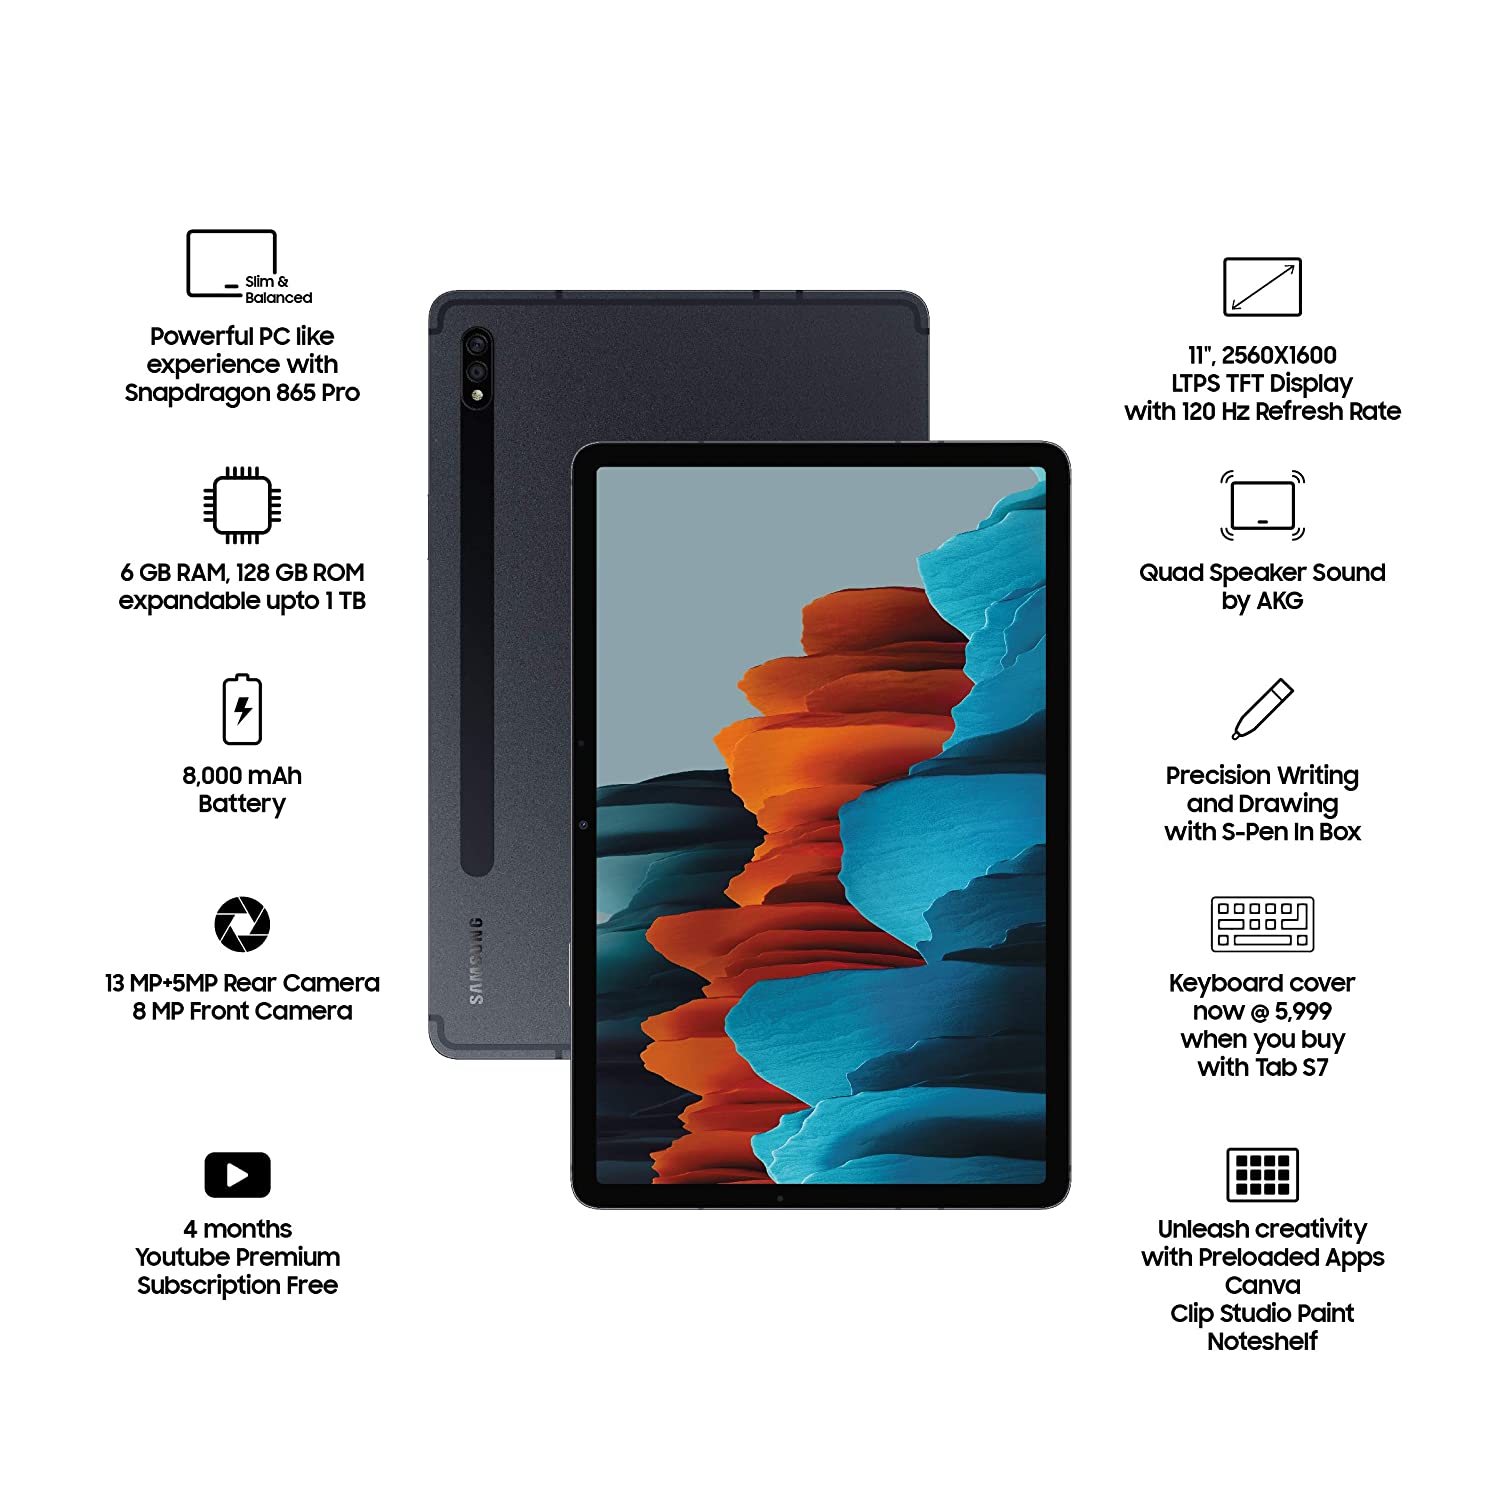 Slim &
Balanced
Powerful PC like
experience with
Snapdragon 865 Pro
6 GB RAM, 128 GB ROM
expandable upto 1 TB
8,000 mAh
Battery
13 MP+5MP Rear Camera
8 MP Front Camera
4 months
Youtube Premium
Subscription Free
SAMSUNG
11", 2560X1600
LTPS TFT Display
with 120 Hz Refresh Rate
Quad Speaker Sound
by AKG
Precision Writing
and Drawing
with S-Pen In Box
Keyboard cover
now @ 5,999
when you buy
with Tab S7
Unleash creativity
with Preloaded Apps
Canva
Clip Studio Paint
Noteshelf